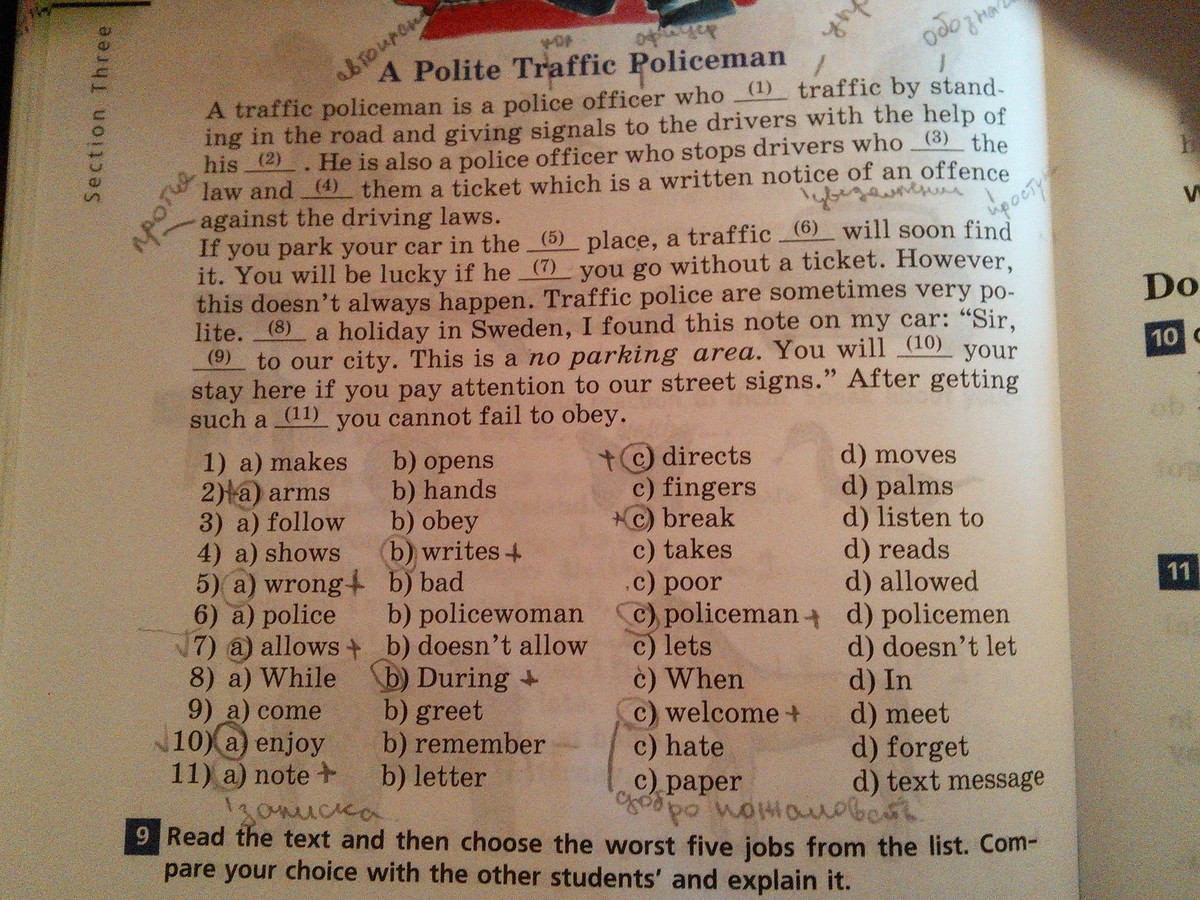 Section Three
A Polite Traffic Policeman
A traffic policeman is a police officer who (1) traffic by stand-
ing in the road and giving signals to the drivers with the help of
his (2) . He is also a police officer who stops drivers who (3) the
law and (4) them a ticket which is a written notice of an offence
against the driving laws.
If you park your car in the (5) place, a traffic (6) will soon find
it. You will be lucky if he (7) you go without a ticket. However,
this doesn't always happen. Traffic police are sometimes very po-
lite. (8) a holiday in Sweden, I found this note on my car: “Sir,
(9) to our city. This is a no parking area. You will (10) your
stay here if you pay attention to our street signs.” After getting
such a (11) you cannot fail to obey.
1) a) makes b) opens c) directs d) moves
2) a) arms b) hands c) fingers d) palms
3) a) follow b) obey c) break d) listen to
4) a) shows b) writes c) takes d) reads
5) a) wrong b) bad c) poor d) allowed
6) a) police b) policewoman c) policeman d) policemen
7) a) allows b) doesn't allow c) lets d) doesn't let
8) a) While b) During c) When d) In
9) a) come b) greet c) welcome d) meet
10) a) enjoy b) remember c) hate d) forget
11) a) note b) letter c) paper d) text message
записка добро пожаловать
9 Read the text and then choose the worst five jobs from the list. Com-
pare your choice with the other students' and explain it.
Do
10
11